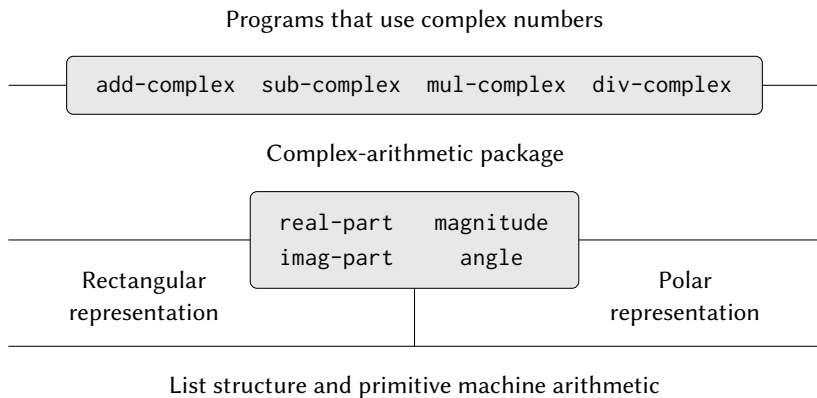 Programs that use complex numbers
add-complex sub-complex mul-complex div-complex
Complex-arithmetic package
real-part magnitude
imag-part angle
Rectangular
representation
Polar
representation
List structure and primitive machine arithmetic